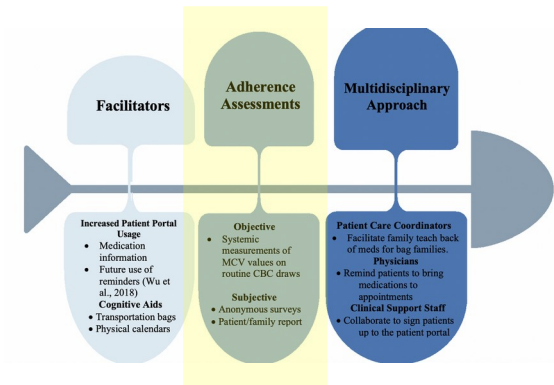 Facilitators
Increased Patient Portal
Usage
• Medication
information
• Future use of
reminders (Wu
et al., 2018)
Cognitive Aids
• Transportation bags
• Physical calendars
Adherence
Assessments
Objective
• Systemic
measurements of
MCV values on
routine CBC draws
Subjective
• Anonymous surveys
• Patient/family report
Multidisciplinary
Approach
Patient Care Coordinators
• Facilitate family teach back
of meds for bag families.
Physicians
• Remind patients to bring
medications to
appointments
Clinical Support Staff
• Collaborate to sign patients
up to the patient portal